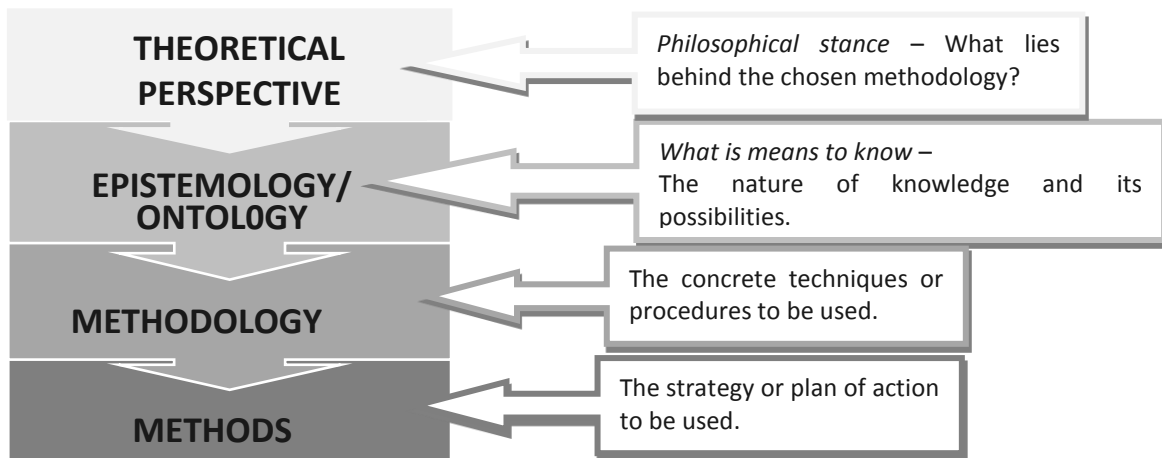 THEORETICAL
PERSPECTIVE
Philosophical stance – What lies
behind the chosen methodology?
EPISTEMOLOGY/
ONTOL0GY
What is means to know –
The nature of knowledge and its
possibilities.
METHODOLOGY
The concrete techniques or
procedures to be used.
METHODS
The strategy or plan of action
to be used.